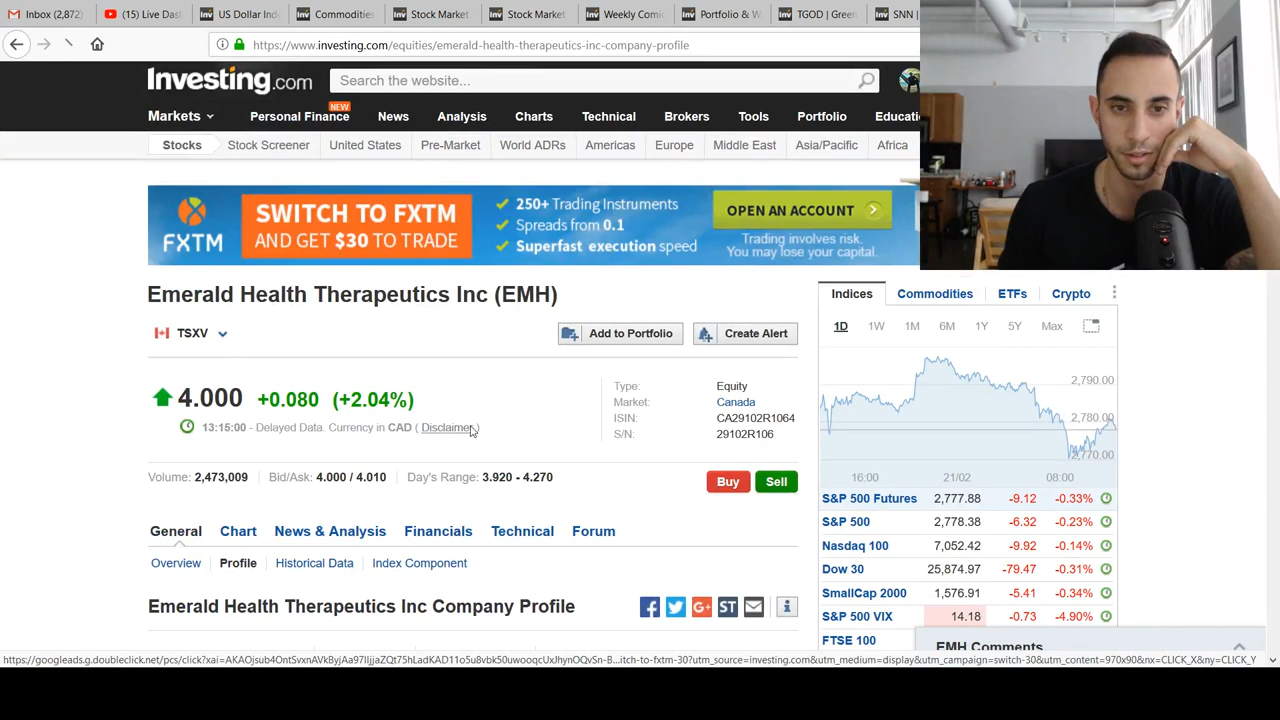 Inbox (2,872)
(15) Live Dash
US Dollar Ind
Commodities
Stock Market
Stock Market
Weekly Comi
Portfolio & W
TGOD | Green
SNN |
https://www.investing.com/equities/emerald-health-therapeutics-inc-company-profile
Investing.com
Search the website...
Markets
Personal Finance
NEW
News
Analysis
Charts
Technical
Brokers
Tools
Portfolio
Educati
Stocks
Stock Screener
United States
Pre-Market
World ADRs
Americas
Europe
Middle East
Asia/Pacific
Africa
FXTM
SWITCH TO FXTM
AND GET $30 TO TRADE
250+ Trading Instruments
Spreads from 0.1
Superfast execution speed
OPEN AN ACCOUNT
Trading involves risk.
You may lose your capital.
Emerald Health Therapeutics Inc (EMH)
TSXV
Add to Portfolio
Create Alert
4.000 +0.080 (+2.04%)
13:15:00 - Delayed Data. Currency in CAD ( Disclaimer )
Type: Equity
Market: Canada
ISIN: CA29102R1064
S/N: 29102R106
Volume: 2,473,009
Bid/Ask: 4.000 / 4.010
Day's Range: 3.920 - 4.270
Buy
Sell
General
Chart
News & Analysis
Financials
Technical
Forum
Overview
Profile
Historical Data
Index Component
Emerald Health Therapeutics Inc Company Profile
ST
Indices
Commodities
ETFs
Crypto
1D 1W 1M 6M 1Y 5Y Max
2,790.00
2,780.00
2,770.00
16:00 21/02 08:00
S&P 500 Futures 2,777.88 -9.12 -0.33%
S&P 500 2,778.38 -6.32 -0.23%
Nasdaq 100 7,052.42 -9.92 -0.14%
Dow 30 25,874.97 -79.47 -0.31%
SmallCap 2000 1,576.91 -5.41 -0.34%
S&P 500 VIX 14.18 -0.73 -4.90%
FTSE 100
EMH Comments